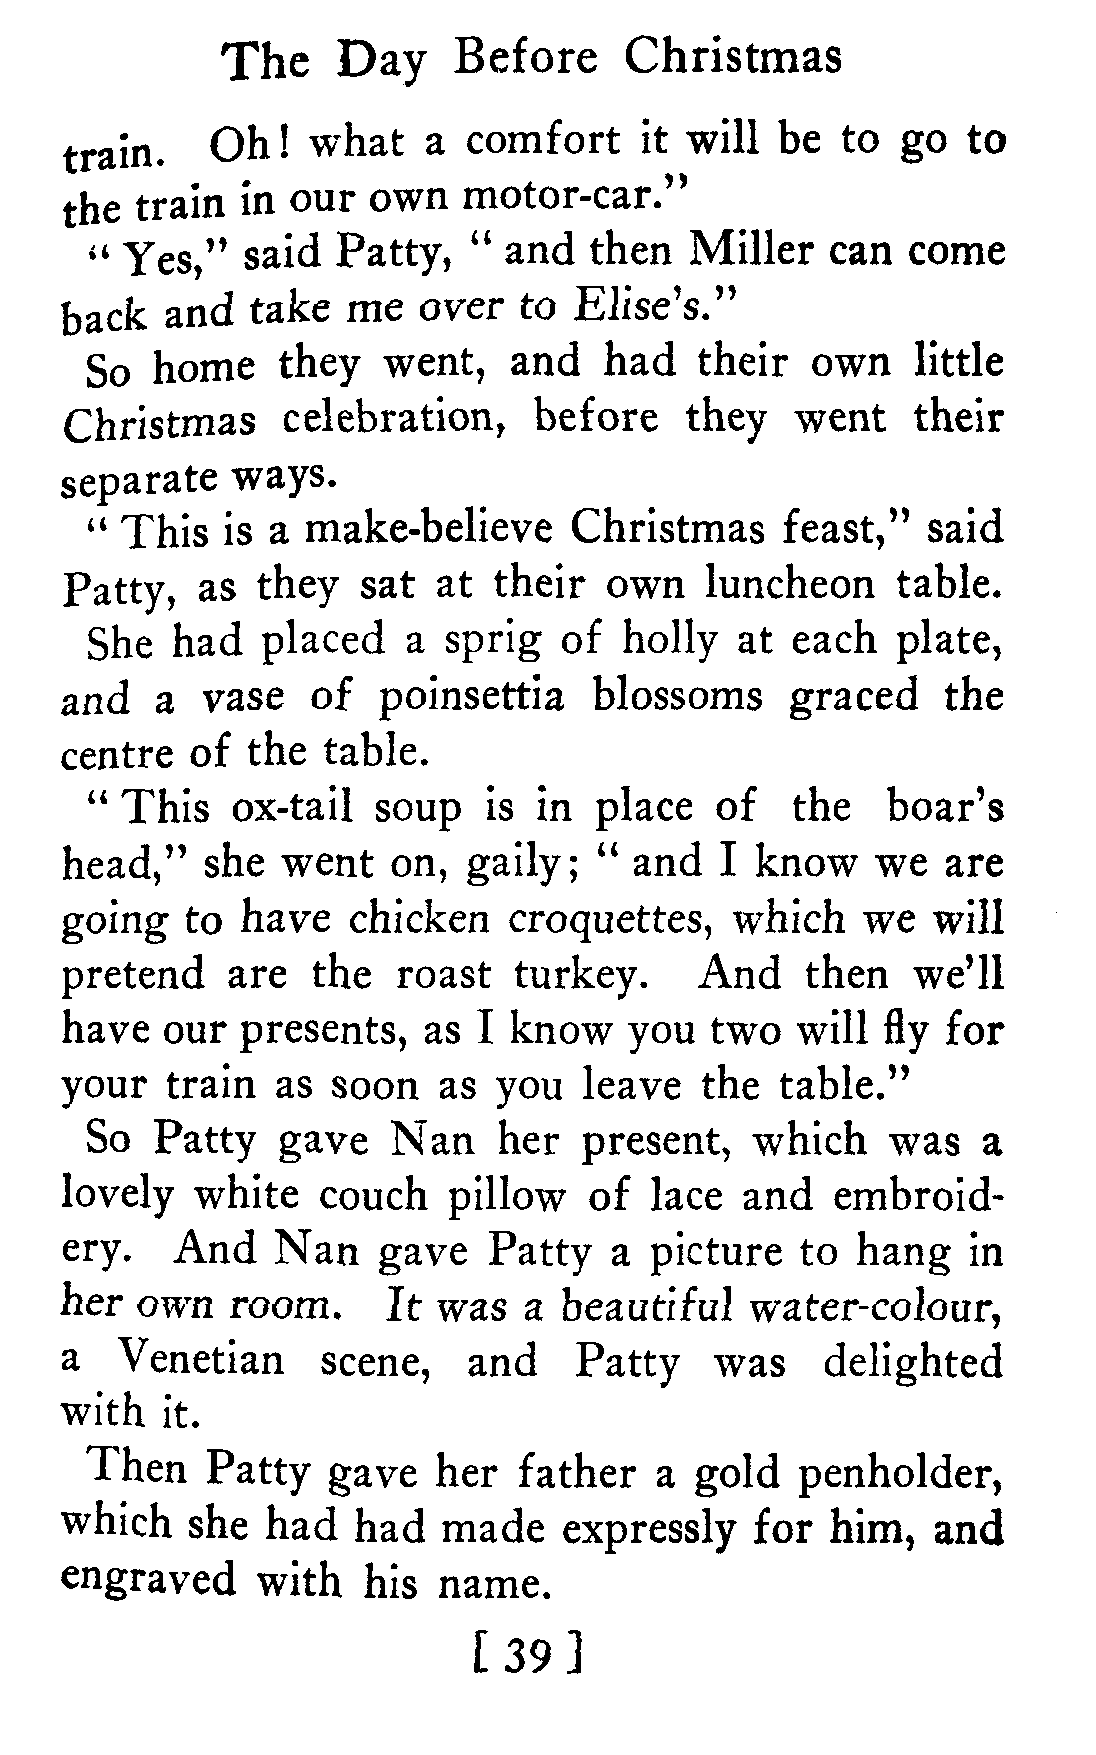 The Day Before Christmas
train. Oh! what a comfort it will be to go to
the train in our own motor-car."
" Yes," said Patty, " and then Miller can come
back and take me over to Elise's."
So home they went, and had their own little
Christmas celebration, before they went their
separate ways.
" This is a make-believe Christmas feast," said
Patty, as they sat at their own luncheon table.
She had placed a sprig of holly at each plate,
and a vase of poinsettia blossoms graced the
centre of the table.
" This ox-tail soup is in place of the boar's
head," she went on, gaily; " and I know we are
going to have chicken croquettes, which we will
pretend are the roast turkey. And then we'll
have our presents, as I know you two will fly for
your train as soon as you leave the table."
So Patty gave Nan her present, which was a
lovely white couch pillow of lace and embroid-
ery. And Nan gave Patty a picture to hang in
her own room. It was a beautiful water-colour,
a Venetian scene, and Patty was delighted
with it.
Then Patty gave her father a gold penholder,
which she had had made expressly for him, and
engraved with his name.
[ 39 ]